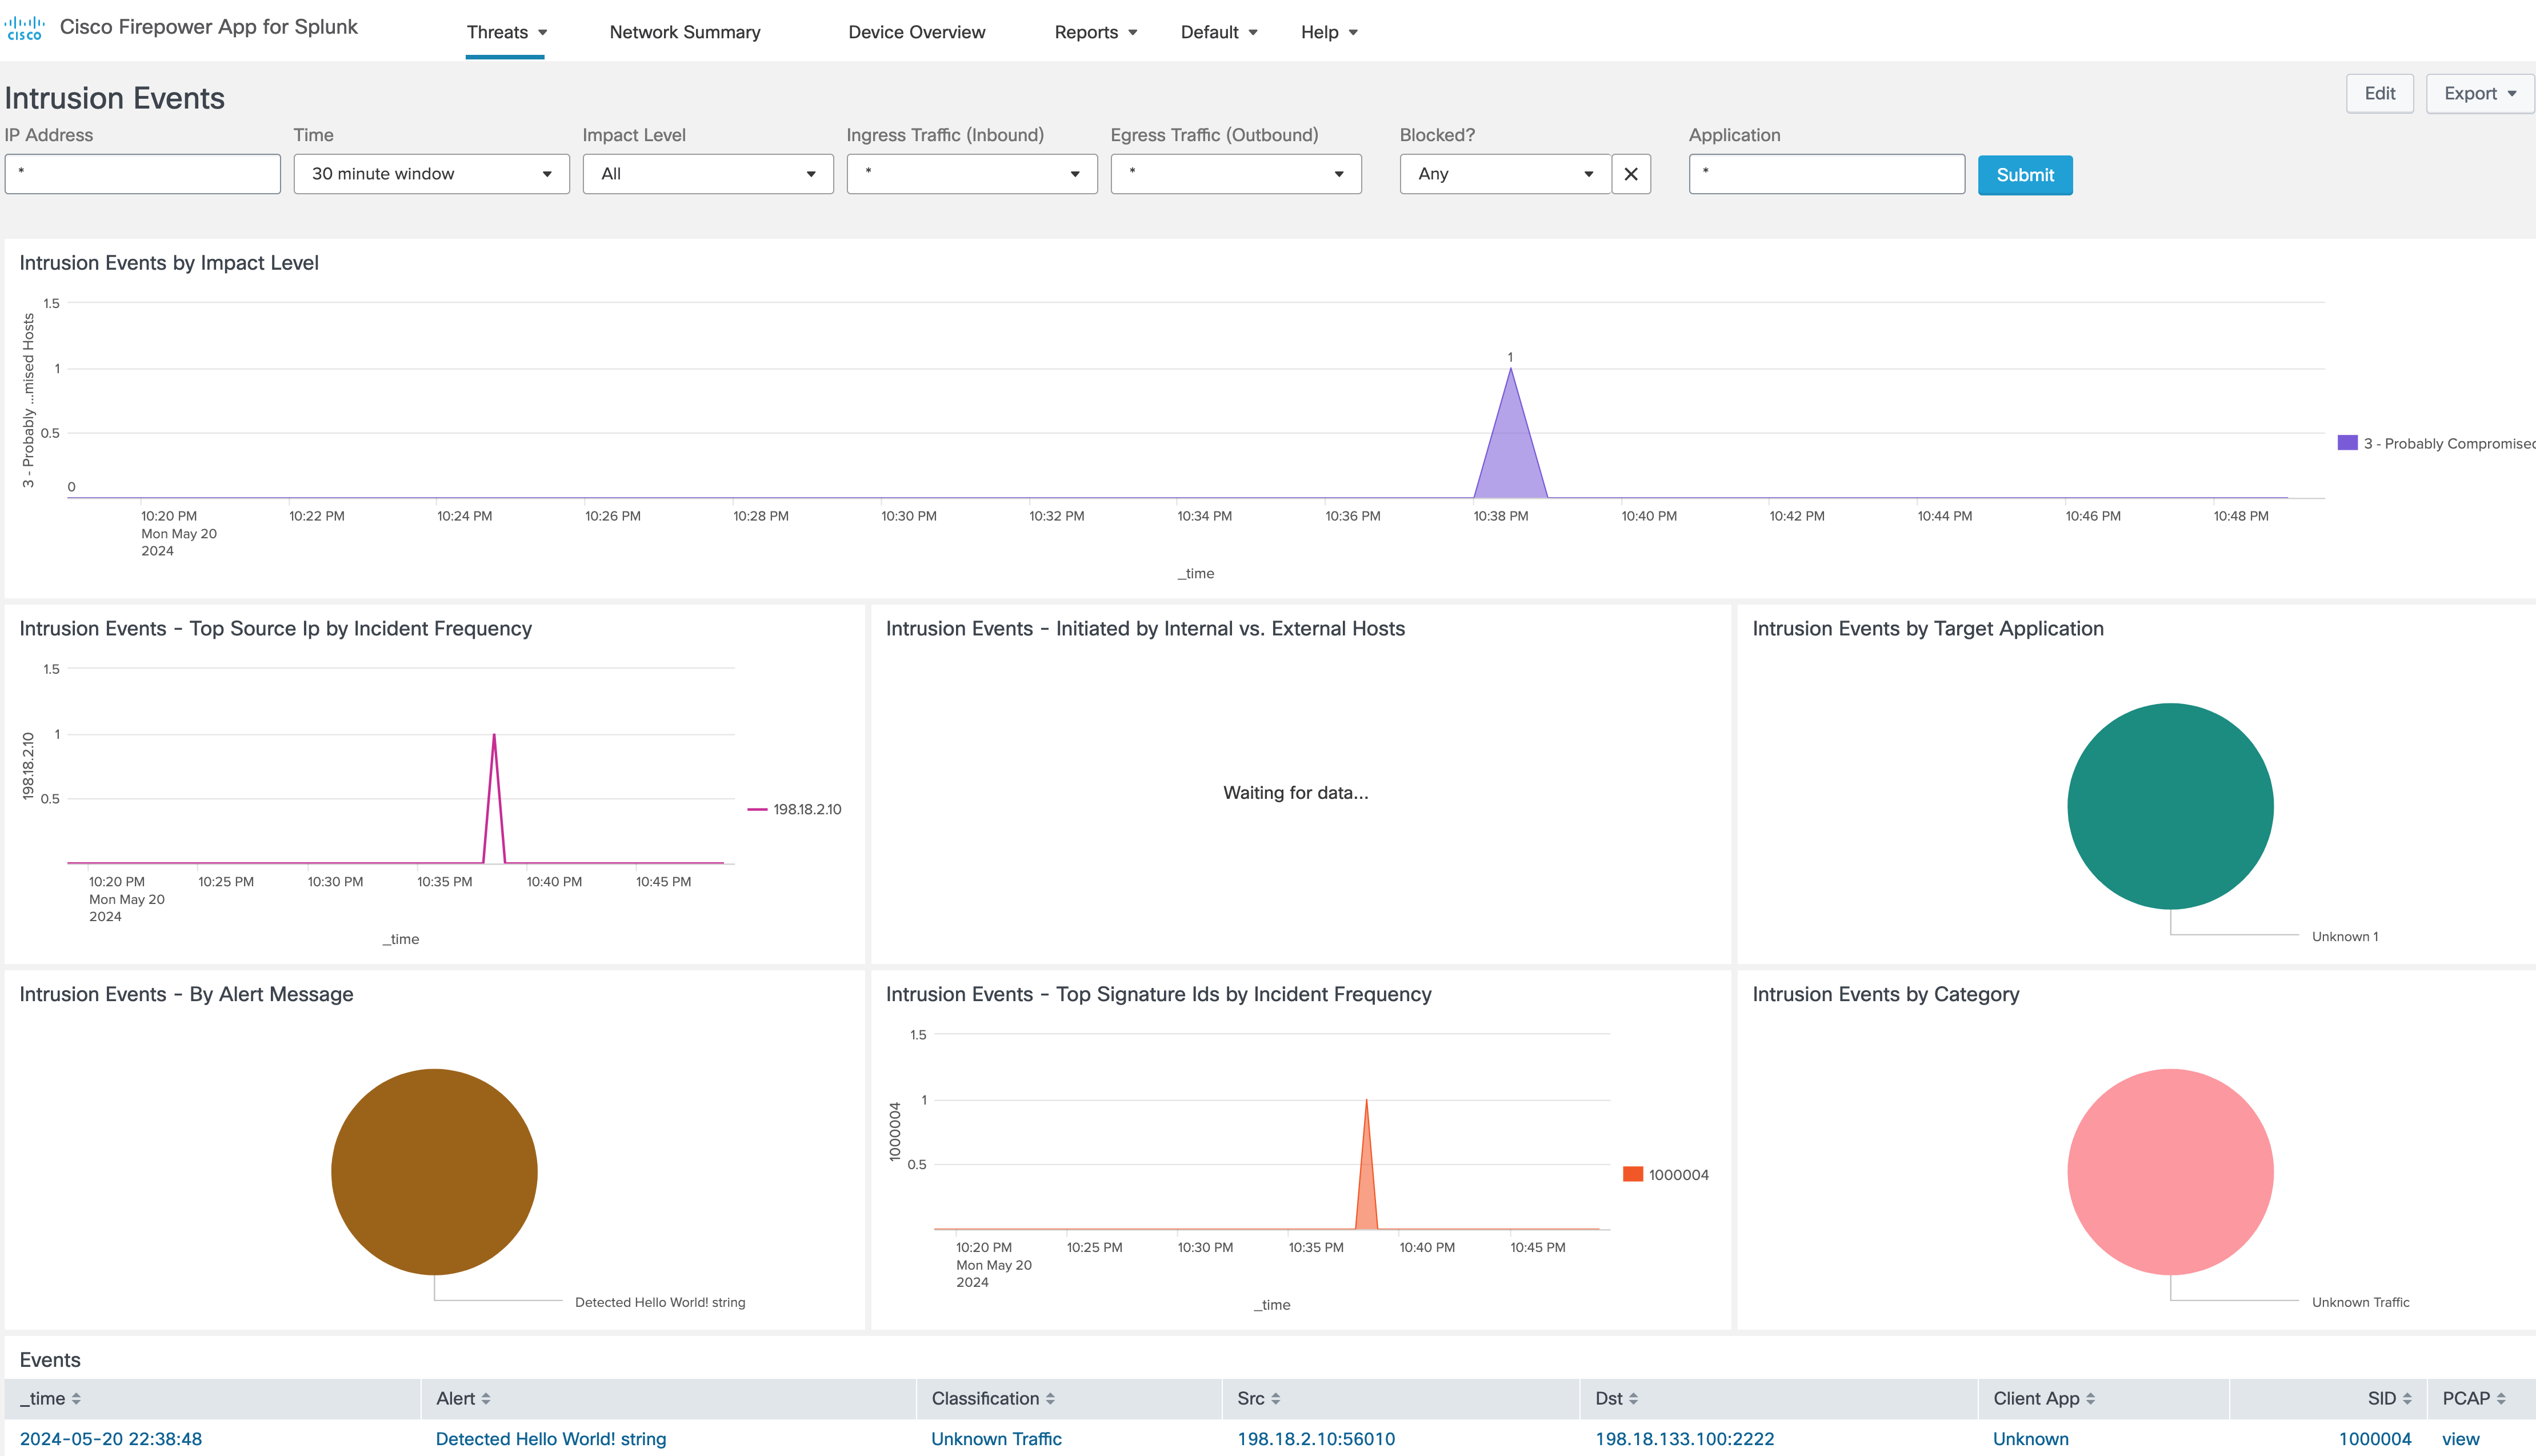 CISCO
Cisco Firepower App for Splunk
Threats
Network Summary
Device Overview
Reports
Default
Help
Intrusion Events
Edit
Export
IP Address
Time
Impact Level
Ingress Traffic (Inbound)
Egress Traffic (Outbound)
Blocked?
Application
*
30 minute window
All
*
*
Any
*
Submit
Intrusion Events by Impact Level
3 - Probably ...mised Hosts
1.5
1
0.5
0
1
10:20 PM
Mon May 20
2024
10:22 PM
10:24 PM
10:26 PM
10:28 PM
10:30 PM
10:32 PM
10:34 PM
10:36 PM
10:38 PM
10:40 PM
10:42 PM
10:44 PM
10:46 PM
10:48 PM
_time
3 - Probably Compromised
Intrusion Events - Top Source Ip by Incident Frequency
198.18.2.10
1.5
1
0.5
10:20 PM
Mon May 20
2024
10:25 PM
10:30 PM
10:35 PM
10:40 PM
10:45 PM
_time
198.18.2.10
Intrusion Events - Initiated by Internal vs. External Hosts
Waiting for data...
Intrusion Events by Target Application
Unknown 1
Intrusion Events - By Alert Message
Detected Hello World! string
Intrusion Events - Top Signature Ids by Incident Frequency
1000004
1.5
1
0.5
10:20 PM
Mon May 20
2024
10:25 PM
10:30 PM
10:35 PM
10:40 PM
10:45 PM
_time
1000004
Intrusion Events by Category
Unknown Traffic
Events
_time Alert Classification Src Dst Client App SID PCAP
2024-05-20 22:38:48 Detected Hello World! string Unknown Traffic 198.18.2.10:56010 198.18.133.100:2222 Unknown 1000004 view